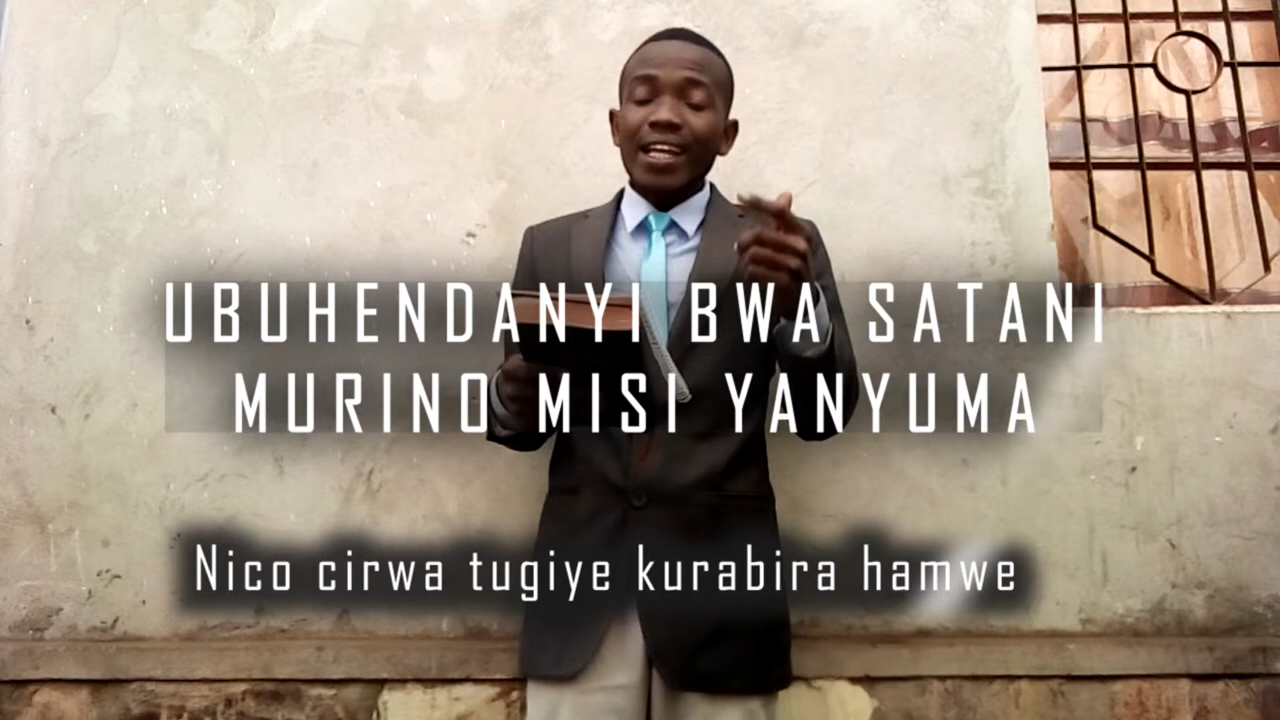 UBUHENDANYI BWA SATANI
MURINO MISI YANYUMA
Nico cirwa tugiye kurabira hamwe